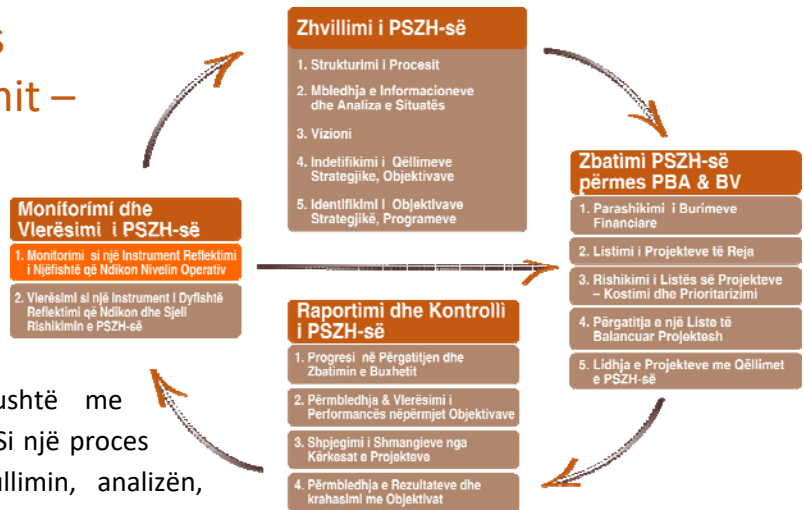 s
nit –
Zhvillimi i PSZH-së
1. Strukturimi i Procesit
2. Mbledhja e Informacioneve
dhe Analiza e Situatës
3. Vizioni
4. Indetifikimi i Qëllimeve
Strategjike, Objektivave
5. Identifikimi i Objektivave
Strategjikë, Programeve
Zbatimi PSZH-së
përmes PBA & BV
1. Parashikimi i Burimeve
Financiare
2. Listimi i Projekteve të Reja
3. Rishikimi i Listës së Projekteve
– Kostimi dhe Prioritarizimi
4. Përgatitja e një Liste të
Balancuar Projektesh
5. Lidhja e Projekteve me Qëllimet
e PSZH-së
Monitorimi dhe
Vlerësimi i PSZH-së
1. Monitorimi si një Instrument Reflektimi
i Njëfishtë që Ndikon Nivelin Operativ
2. Vlerësimi si një Instrument i Dyfishtë
Reflektimi që Ndikon dhe Sjell
Rishikimin e PSZH-së
Raportimi dhe Kontrolli
i PSZH-së
1. Progresi në Përgatitjen dhe
Zbatimin e Buxhetit
2. Përmbledhja & Vlerësimi i
Performancës nëpërmjet Objektivave
3. Shpjegimi i Shmangieve nga
Kërkesat e Projekteve
4. Përmbledhja e Rezultateve dhe
krahasimi me Objektivat
ushtë me
Si një proces
ullimin, analizën,